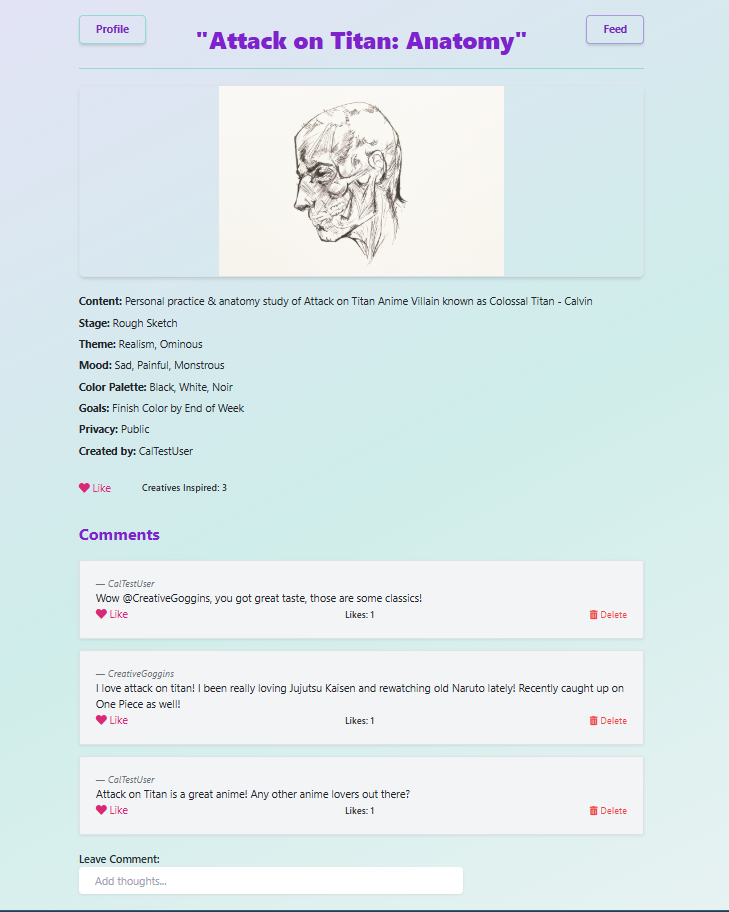 Profile
"Attack on Titan: Anatomy"
Feed
Content: Personal practice & anatomy study of Attack on Titan Anime Villain known as Colossal Titan - Calvin
Stage: Rough Sketch
Theme: Realism, Ominous
Mood: Sad, Painful, Monstrous
Color Palette: Black, White, Noir
Goals: Finish Color by End of Week
Privacy: Public
Created by: CalTestUser
Like
Creatives Inspired: 3
Comments
— CalTestUser
Wow @CreativeGoggins, you got great taste, those are some classics!
Like
Likes: 1
Delete
— CreativeGoggins
I love attack on titan! I been really loving Jujutsu Kaisen and rewatching old Naruto lately! Recently caught up on
One Piece as well!
Like
Likes: 1
Delete
— CalTestUser
Attack on Titan is a great anime! Any other anime lovers out there?
Like
Likes: 1
Delete
Leave Comment:
Add thoughts...